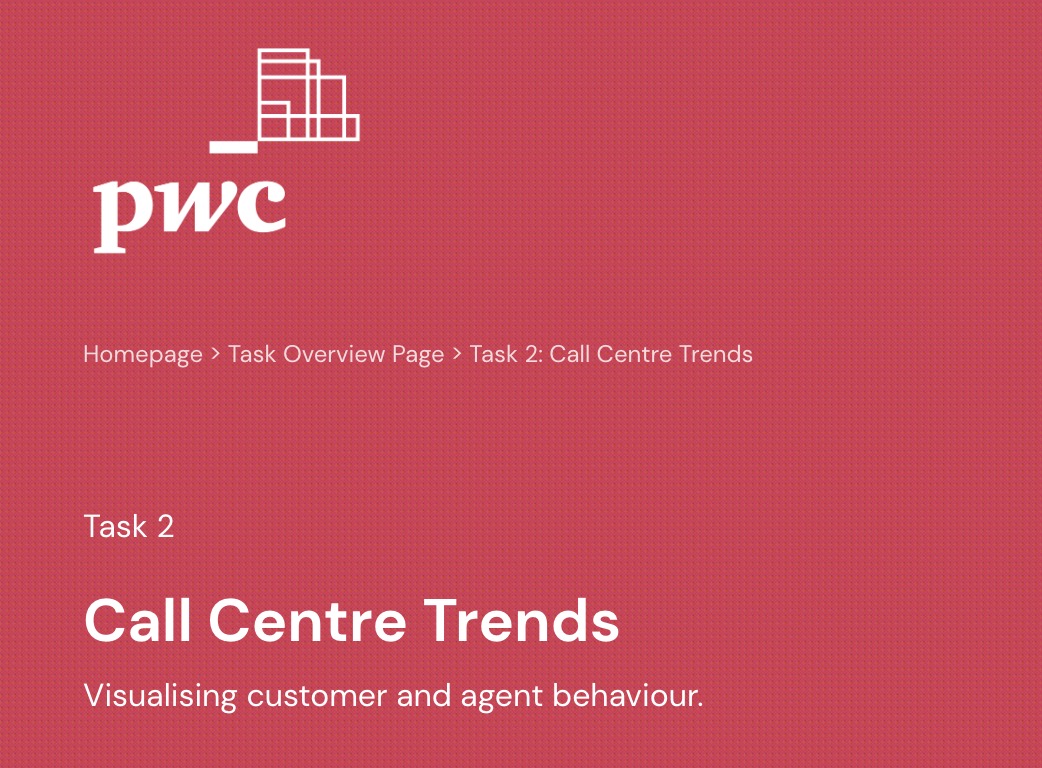 pwc
Homepage > Task Overview Page > Task 2: Call Centre Trends
Task 2
Call Centre Trends
Visualising customer and agent behaviour.